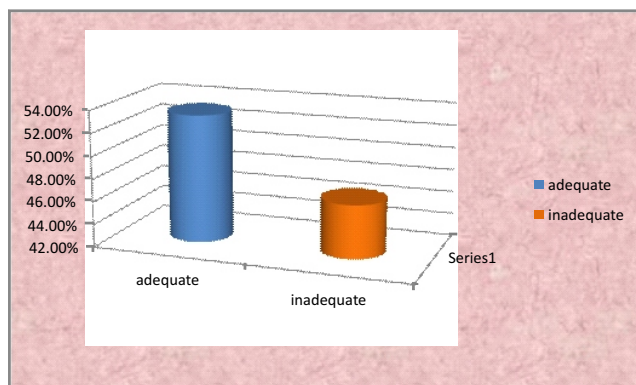 54.00%
52.00%
50.00%
48.00%
46.00%
44.00%
42.00%
adequate
inadequate
Series1
adequate
inadequate